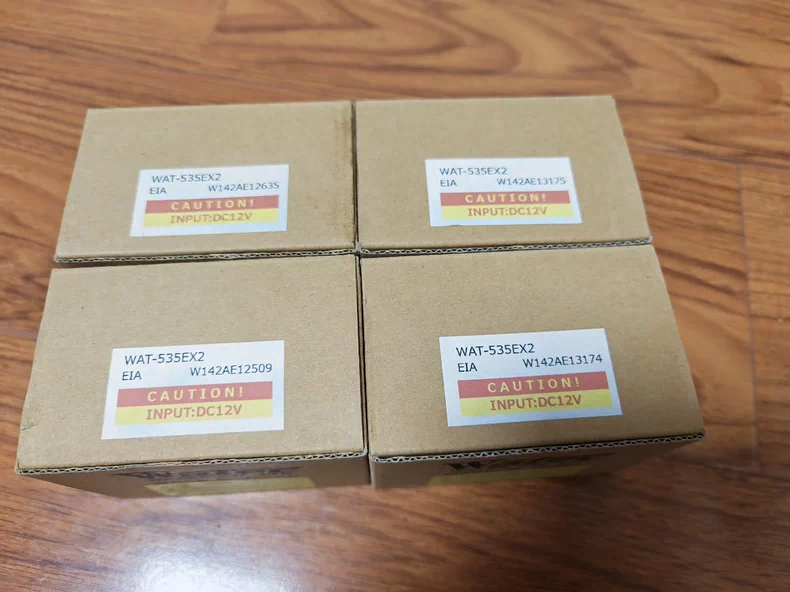 WAT-535EX2
EIA W142AE12635
CAUTION!
INPUT:DC12V
WAT-535EX2
EIA W142AE13175
CAUTION!
INPUT:DC12V
WAT-535EX2
EIA W142AE12509
CAUTION!
INPUT:DC12V
WAT-535EX2
EIA W142AE13174
CAUTION!
INPUT:DC12V